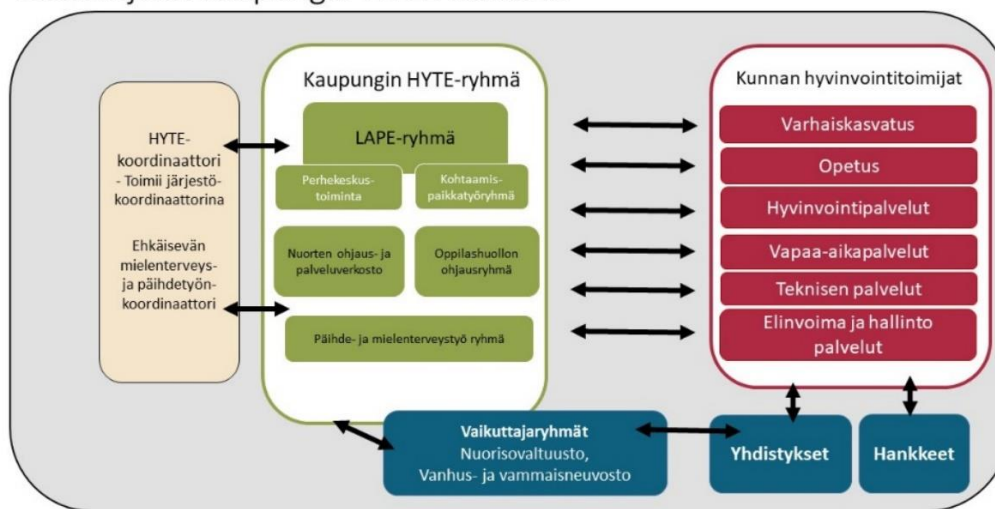 HYTE-
koordinaattori
- Toimii järjestö-
koordinaattorina
Ehkäisevän
mielenterveys-
ja päihdetyön-
koordinaattori
Kaupungin HYTE-ryhmä
LAPE-ryhmä
Perhekeskus-
toiminta
Kohtaamis-
paikkatyöryhmä
Nuorten ohjaus- ja
palveluverkosto
Oppilashuollon
ohjausryhmä
Päihde- ja mielenterveystyö ryhmä
Kunnan hyvinvointitoimijat
Varhaiskasvatus
Opetus
Hyvinvointipalvelut
Vapaa-aikapalvelut
Teknisen palvelut
Elinvoima ja hallinto
palvelut
Vaikuttajaryhmät
Nuorisovaltuusto,
Vanhus- ja vammaisneuvosto
Yhdistykset
Hankkeet